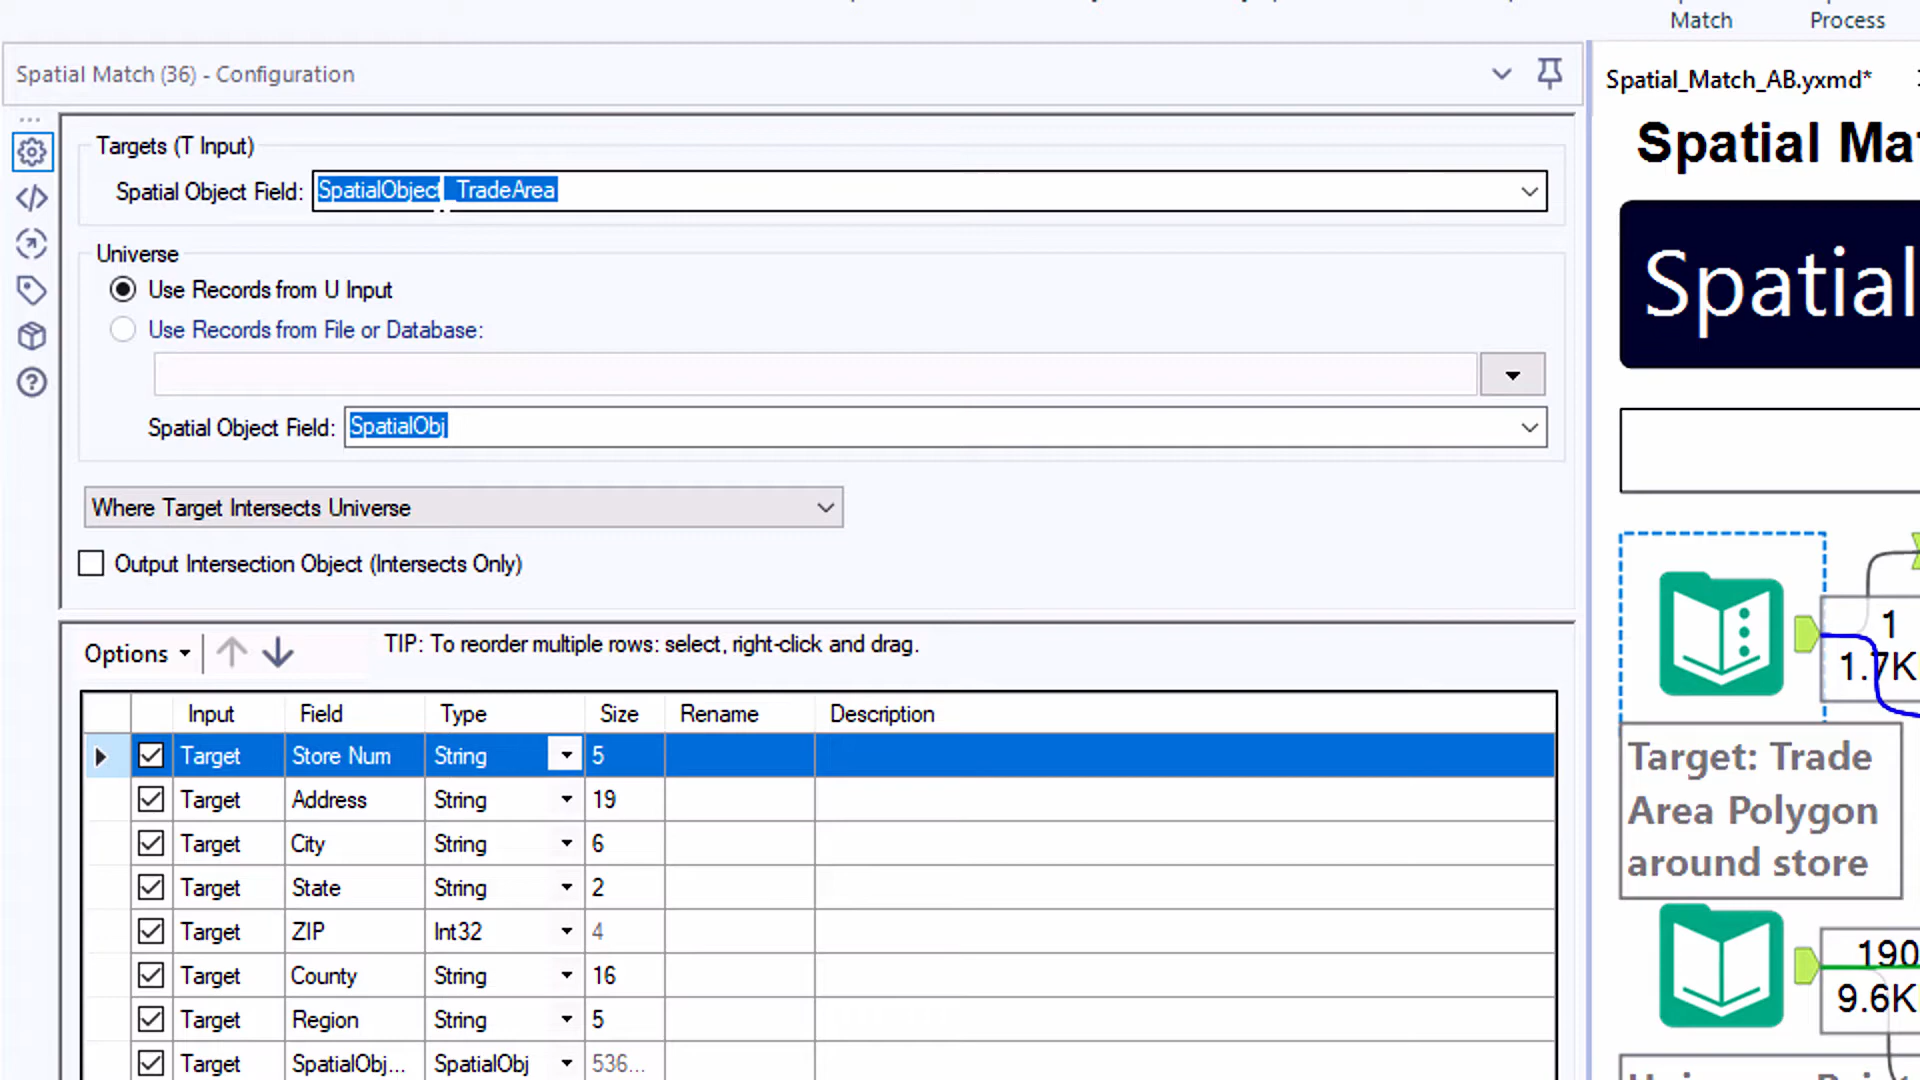 Match
Process
Spatial Match (36) - Configuration
Spatial_Match_AB.yxmd*
Targets (T Input)
Spatial Object Field:
SpatialObject_TradeArea
Universe
Use Records from U Input
Use Records from File or Database:
Spatial Object Field:
SpatialObj
Where Target Intersects Universe
Output Intersection Object (Intersects Only)
Options
TIP: To reorder multiple rows: select, right-click and drag.
Input Field Type Size Rename Description
Target Store Num String 5
Target Address String 19
Target City String 6
Target State String 2
Target ZIP Int32 4
Target County String 16
Target Region String 5
Target SpatialObj... SpatialObj 536...
Spatial Ma
Spatial
1
1.7K
Target: Trade
Area Polygon
around store
190
9.6K